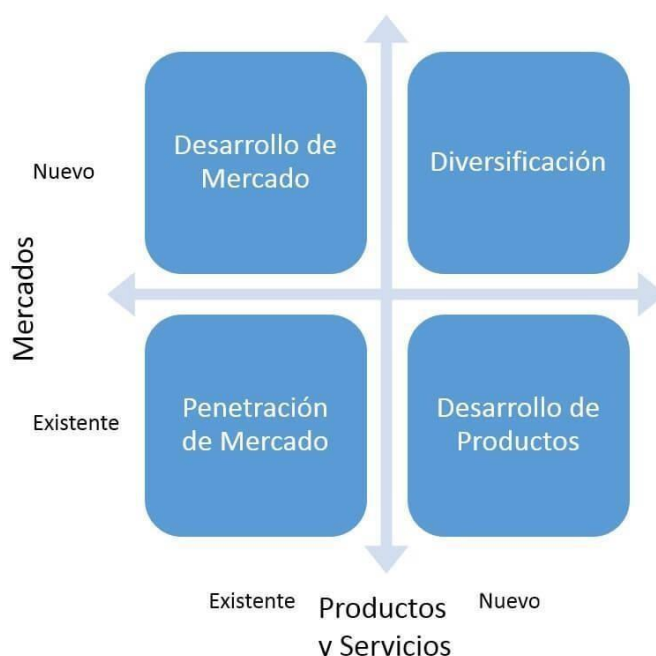 Desarrollo de
Mercado
Diversificación
Nuevo
Mercados
Penetración
de Mercado
Desarrollo de
Productos
Existente
Existente
Productos
y Servicios
Nuevo